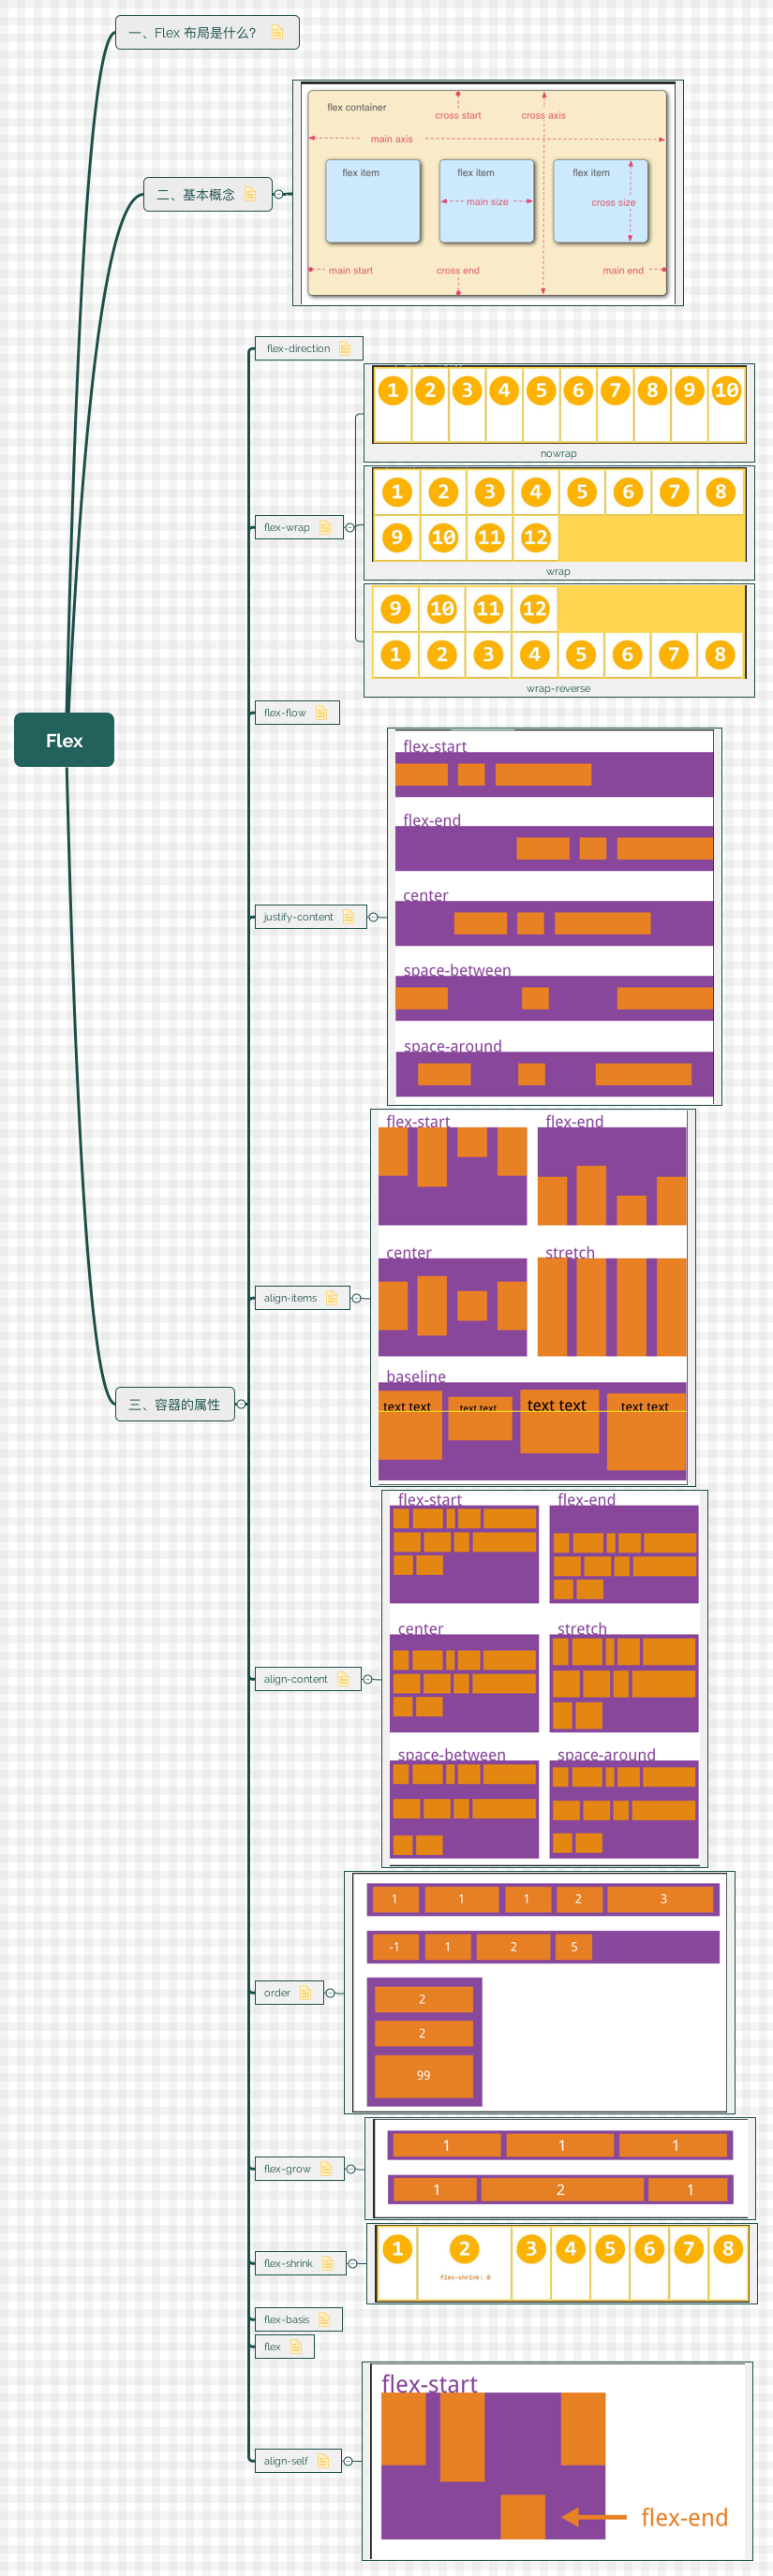 一、Flex 布局是什么?
flex container
cross start
cross axis
main axis
flex item
flex item
flex item
main size
cross size
main start
cross end
main end
二、基本概念
flex-direction
1 2 3 4 5 6 7 8 9 10
nowrap
flex-wrap
1 2 3 4 5 6 7 8
9 10 11 12
wrap
9 10 11 12
1 2 3 4 5 6 7 8
wrap-reverse
flex-flow
Flex
flex-start
flex-end
center
space-between
space-around
justify-content
flex-start
flex-end
center
stretch
baseline
text text
text text
text text
text text
align-items
三、容器的属性
flex-start
flex-end
center
stretch
space-between
space-around
align-content
1 1 1 2 3
-1 1 2 5
2
2
99
order
1 1 1
1 2 1
flex-grow
1 2 3 4 5 6 7 8
flex-shrink: 0
flex-shrink
flex-basis
flex
flex-start
flex-end
align-self